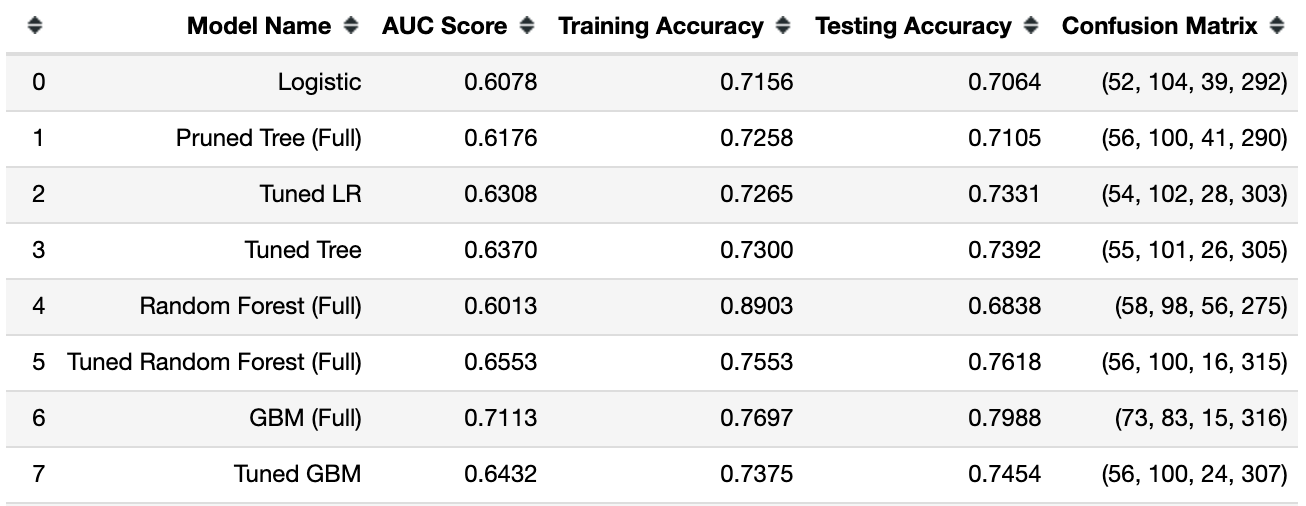 Model Name AUC Score Training Accuracy Testing Accuracy Confusion Matrix
0 Logistic 0.6078 0.7156 0.7064 (52, 104, 39, 292)
1 Pruned Tree (Full) 0.6176 0.7258 0.7105 (56, 100, 41, 290)
2 Tuned LR 0.6308 0.7265 0.7331 (54, 102, 28, 303)
3 Tuned Tree 0.6370 0.7300 0.7392 (55, 101, 26, 305)
4 Random Forest (Full) 0.6013 0.8903 0.6838 (58, 98, 56, 275)
5 Tuned Random Forest (Full) 0.6553 0.7553 0.7618 (56, 100, 16, 315)
6 GBM (Full) 0.7113 0.7697 0.7988 (73, 83, 15, 316)
7 Tuned GBM 0.6432 0.7375 0.7454 (56, 100, 24, 307)